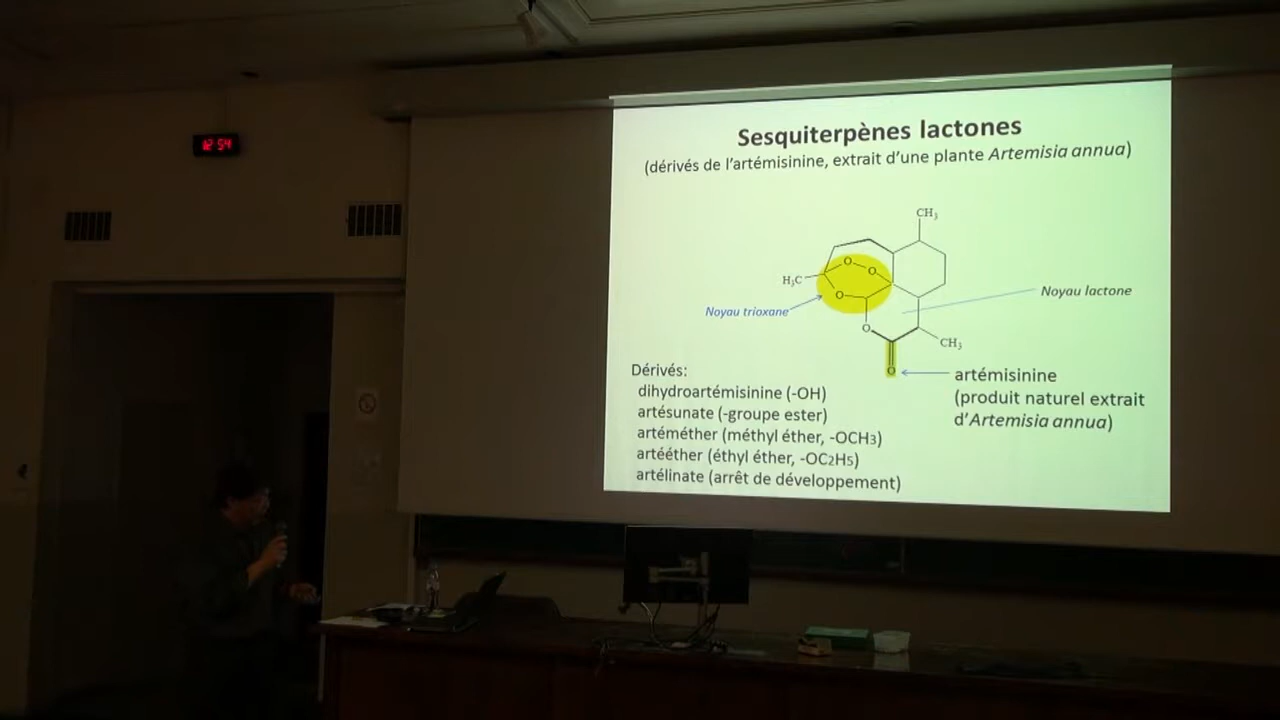 12:54
Sesquiterpènes lactones
(dérivés de l'artémisinine, extrait d'une plante Artemisia annua)
CH3
H3C
O
O
O
Noyau trioxane
Noyau lactone
O
CH3
O
artémisinine
(produit naturel extrait
d'Artemisia annua)
Dérivés:
dihydroartémisinine (-OH)
artésunate (-groupe ester)
artéméther (méthyl éther, -OCH3)
artééther (éthyl éther, -OC2H5)
artélinate (arrêt de développement)